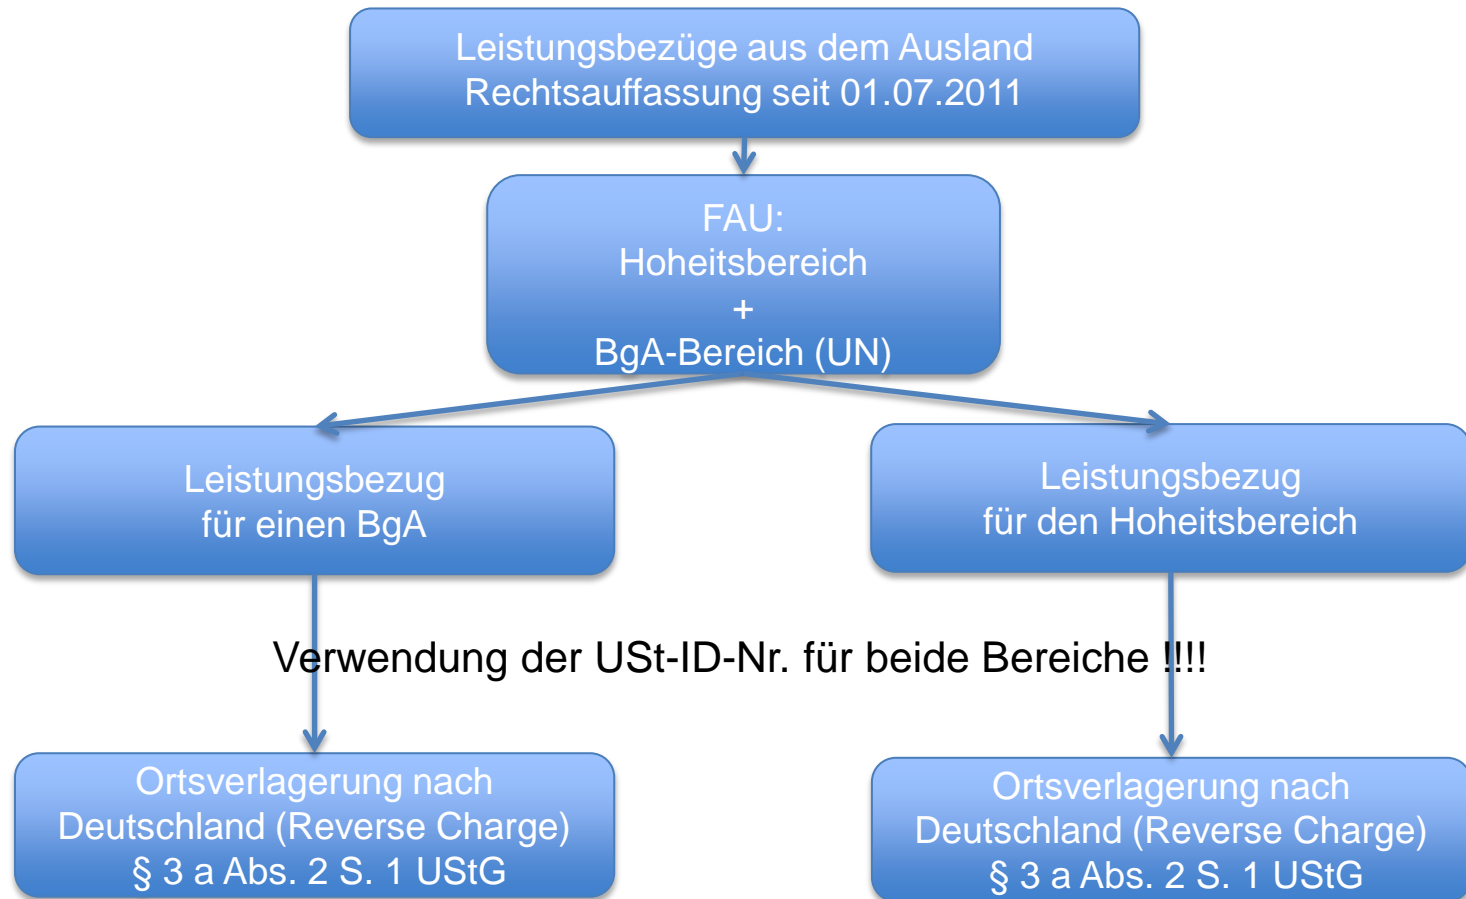 Leistungsbezüge aus dem Ausland
Rechtsauffassung seit 01.07.2011
FAU:
Hoheitsbereich
+
BgA-Bereich (UN)
Leistungsbezug
für einen BgA
Leistungsbezug
für den Hoheitsbereich
Verwendung der USt-ID-Nr. für beide Bereiche !!!!
Ortsverlagerung nach
Deutschland (Reverse Charge)
§ 3 a Abs. 2 S. 1 UStG
Ortsverlagerung nach
Deutschland (Reverse Charge)
§ 3 a Abs. 2 S. 1 UStG